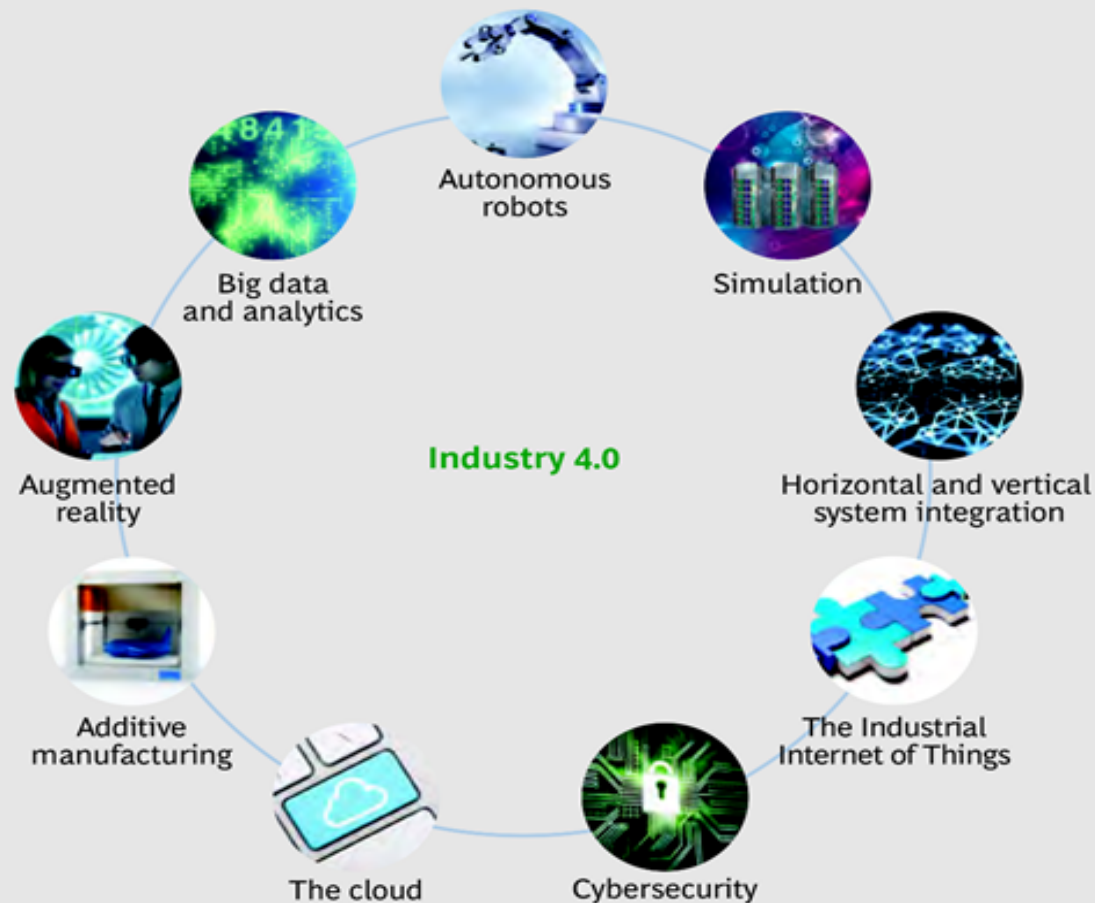 Autonomous
robots
Simulation
Horizontal and vertical
system integration
The Industrial
Internet of Things
Cybersecurity
The cloud
Additive
manufacturing
Augmented
reality
Big data
and analytics
Industry 4.0